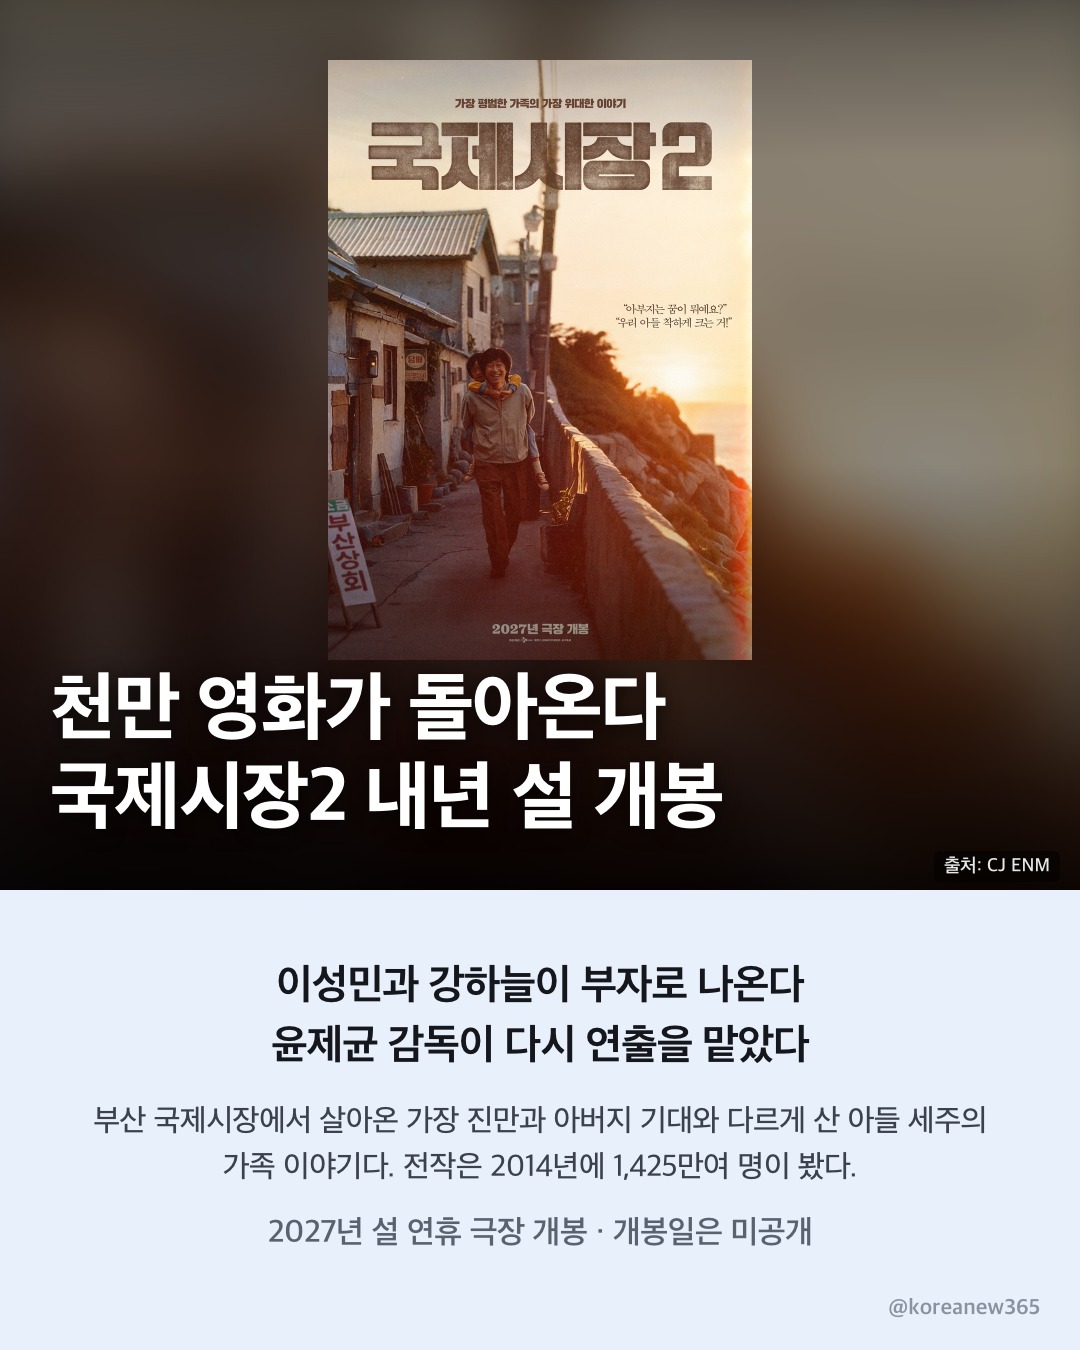 가장 평범한 가족의 가장 위대한 이야기
국제시장2
“아부지는 꿈이 뭐예요?”
“우리 아들 착하게 크는 거!”
담배
부산상회
2027년 극장 개봉
천만 영화가 돌아온다
국제시장2 내년 설 개봉
출처: CJ ENM
이성민과 강하늘이 부자로 나온다
윤제균 감독이 다시 연출을 맡았다
부산 국제시장에서 살아온 가장 진만과 아버지 기대와 다르게 산 아들 세주의
가족 이야기다. 전작은 2014년에 1,425만여 명이 봤다.
2027년 설 연휴 극장 개봉 · 개봉일은 미공개
@koreanew365